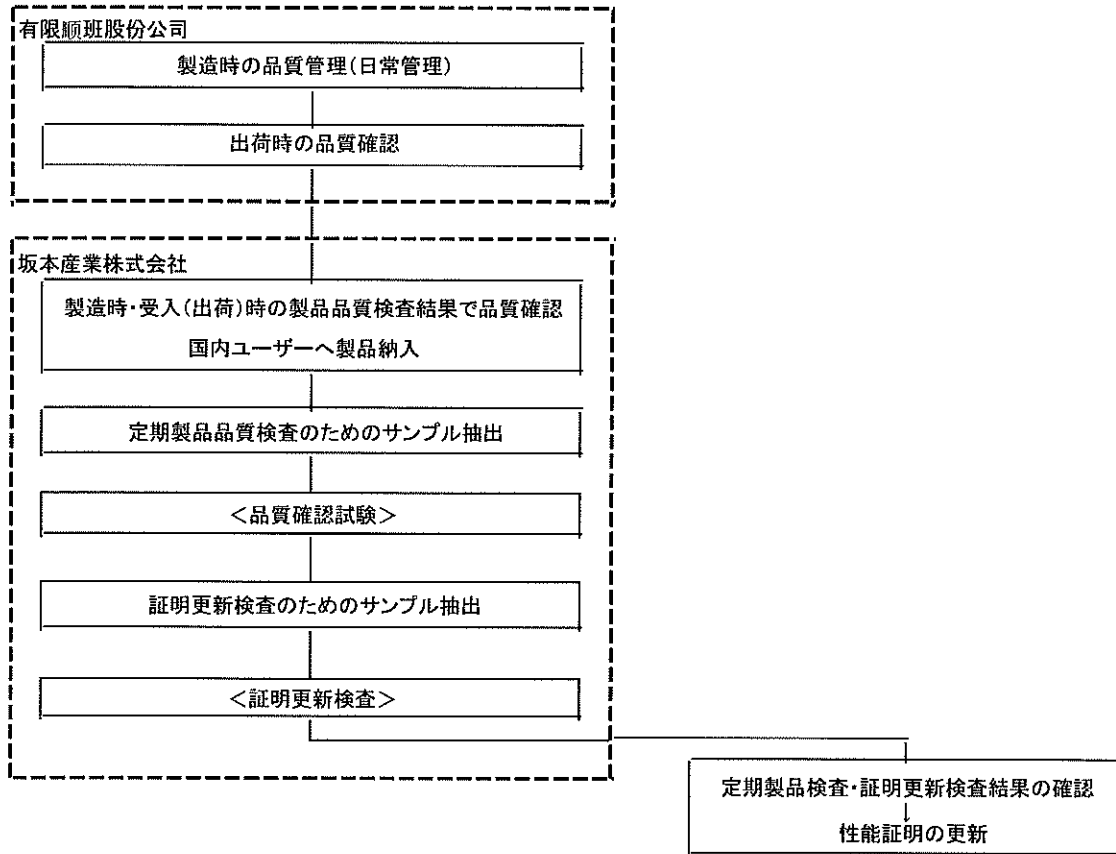 有限順班股份公司
製造時の品質管理(日常管理)
出荷時の品質確認
坂本産業株式会社
製造時・受入(出荷)時の製品品質検査結果で品質確認
国内ユーザーへ製品納入
定期製品品質検査のためのサンプル抽出
＜品質確認試験＞
証明更新検査のためのサンプル抽出
＜証明更新検査＞
定期製品検査・証明更新検査結果の確認
↓
性能証明の更新